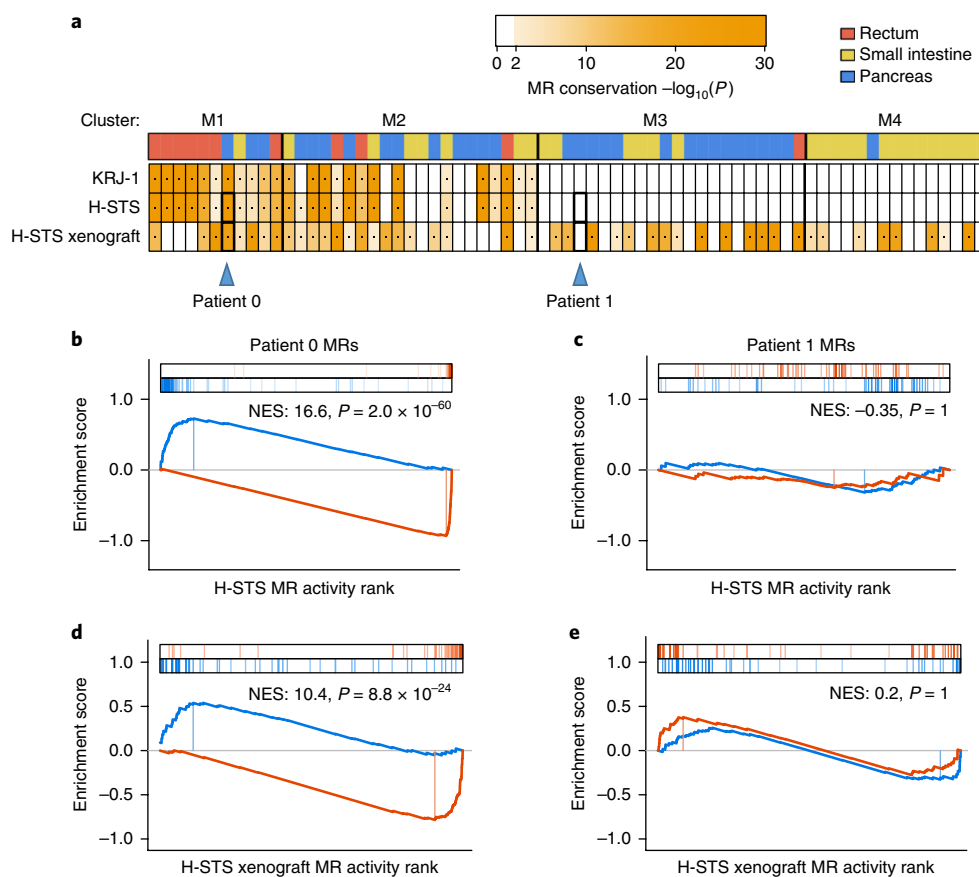 a
0 2 10 20 30
MR conservation −log10(P)
Rectum
Small intestine
Pancreas
Cluster: M1 M2 M3 M4
KRJ-1
H-STS
H-STS xenograft
Patient 0 Patient 1
b
Patient 0 MRs
NES: 16.6, P = 2.0 × 10−60
1.0
0.0
−1.0
Enrichment score
H-STS MR activity rank
c
Patient 1 MRs
NES: −0.35, P = 1
1.0
0.0
−1.0
Enrichment score
H-STS MR activity rank
d
NES: 10.4, P = 8.8 × 10−24
1.0
0.5
0.0
−0.5
−1.0
Enrichment score
H-STS xenograft MR activity rank
e
NES: 0.2, P = 1
1.0
0.5
0.0
−0.5
−1.0
Enrichment score
H-STS xenograft MR activity rank